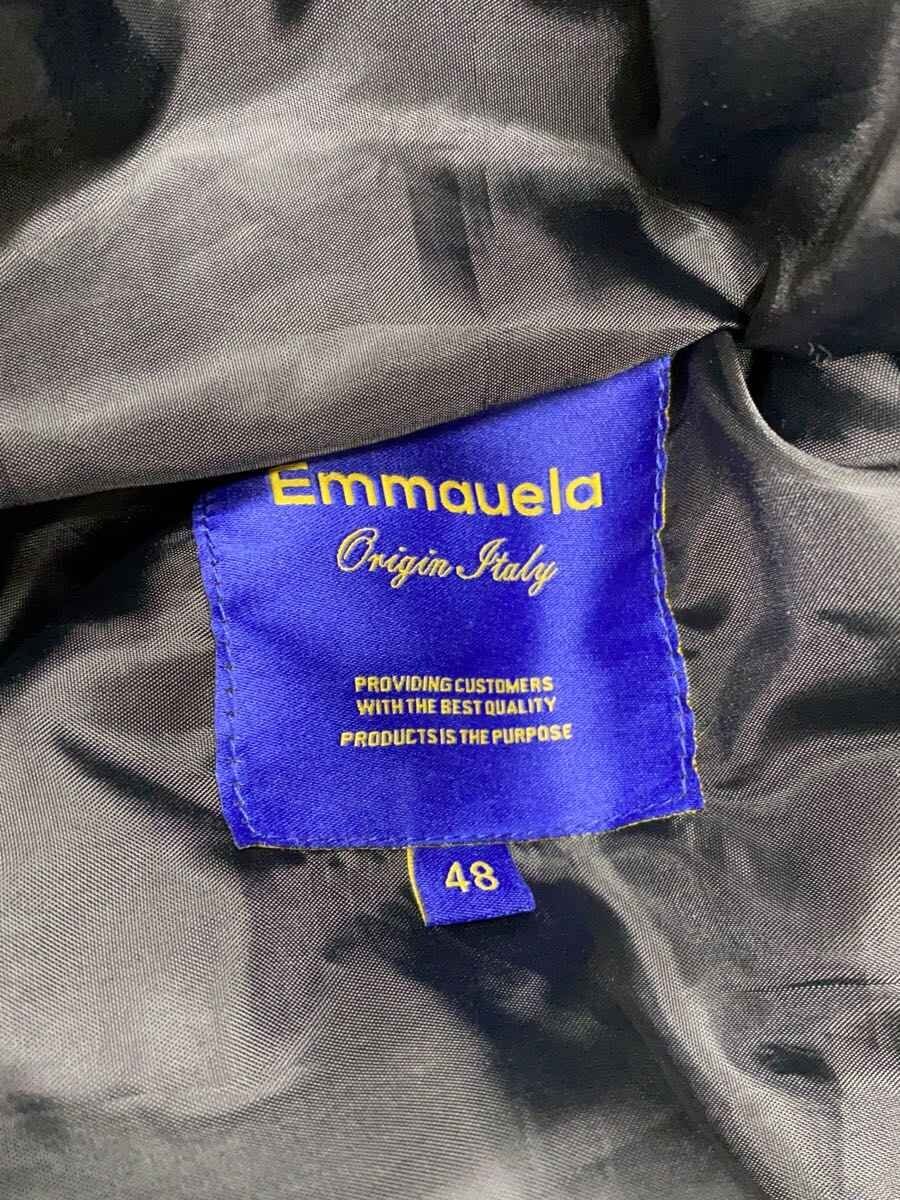 Emmauela
Origin Italy
PROVIDING CUSTOMERS
WITH THE BEST QUALITY
PRODUCTS IS THE PURPOSE
48